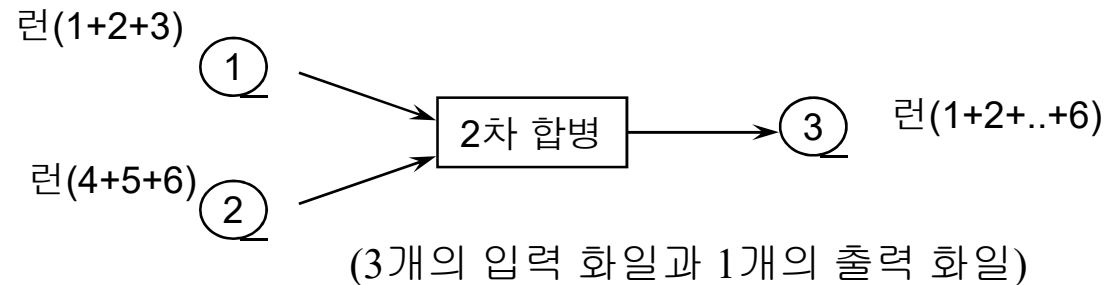 런(1+2+3)
1
2차 합병
3
런(1+2+..+6)
런(4+5+6)
2
(3개의 입력 화일과 1개의 출력 화일)